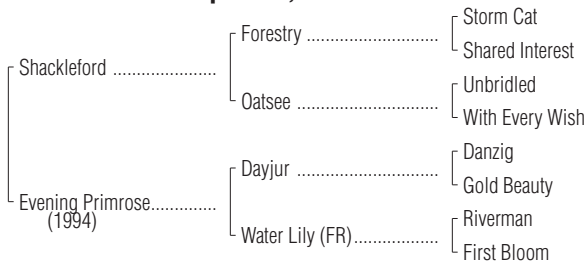 Storm Cat
Forestry
Shared Interest
Shackleford
Unbridled
Oatsee
With Every Wish
Danzig
Dayjur
Gold Beauty
Evening Primrose
(1994)
Riverman
Water Lily (FR)
First Bloom